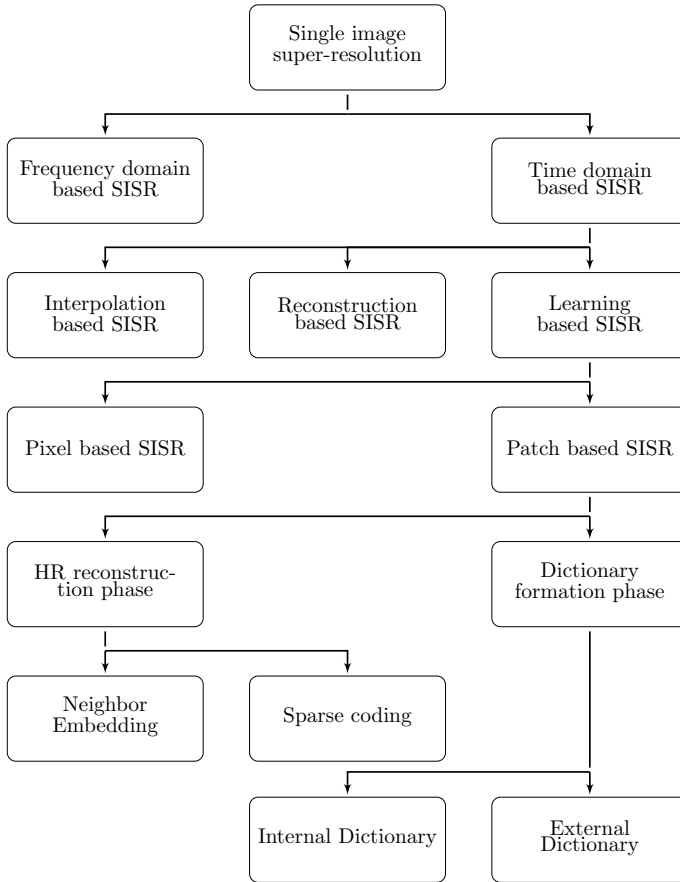 Single image
super-resolution
Frequency domain
based SISR
Time domain
based SISR
Interpolation
based SISR
Reconstruction
based SISR
Learning
based SISR
Pixel based SISR
Patch based SISR
HR reconstruc-
tion phase
Dictionary
formation phase
Neighbor
Embedding
Sparse coding
Internal Dictionary
External
Dictionary